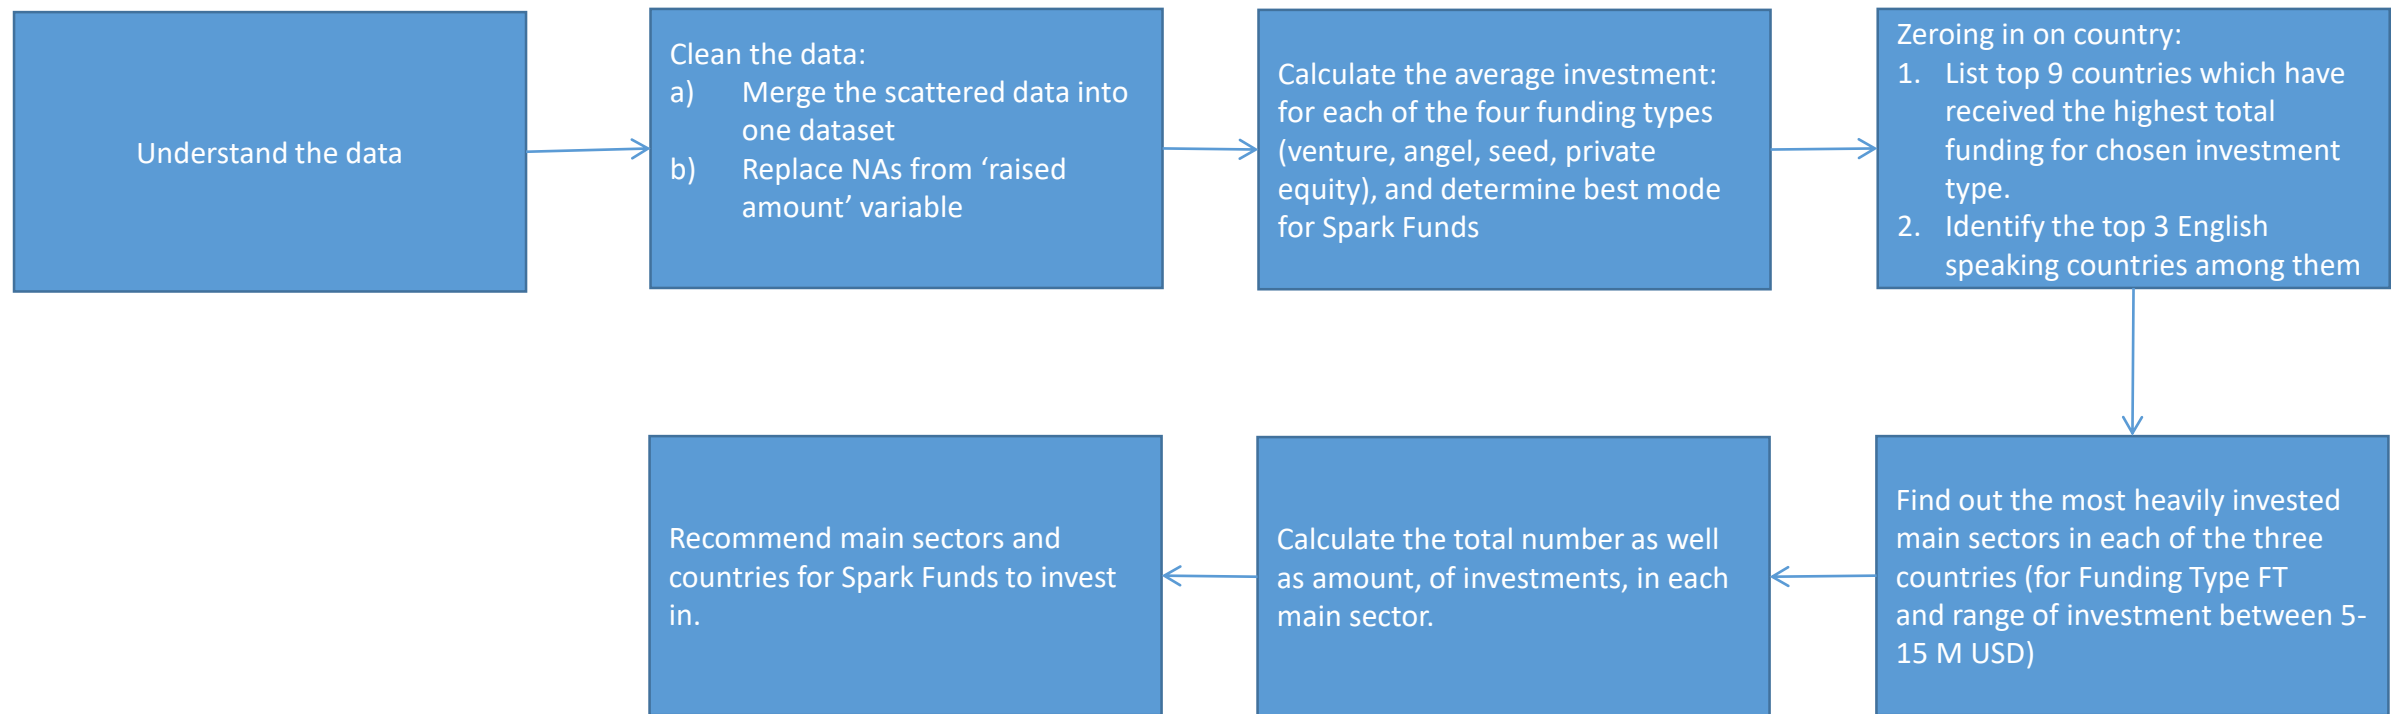 Understand the data
Clean the data:
a) Merge the scattered data into
one dataset
b) Replace NAs from ‘raised
amount’ variable
Calculate the average investment:
for each of the four funding types
(venture, angel, seed, private
equity), and determine best mode
for Spark Funds
Zeroing in on country:
1. List top 9 countries which have
received the highest total
funding for chosen investment
type.
2. Identify the top 3 English
speaking countries among them
Find out the most heavily invested
main sectors in each of the three
countries (for Funding Type FT
and range of investment between 5-
15 M USD)
Calculate the total number as well
as amount, of investments, in each
main sector.
Recommend main sectors and
countries for Spark Funds to invest
in.